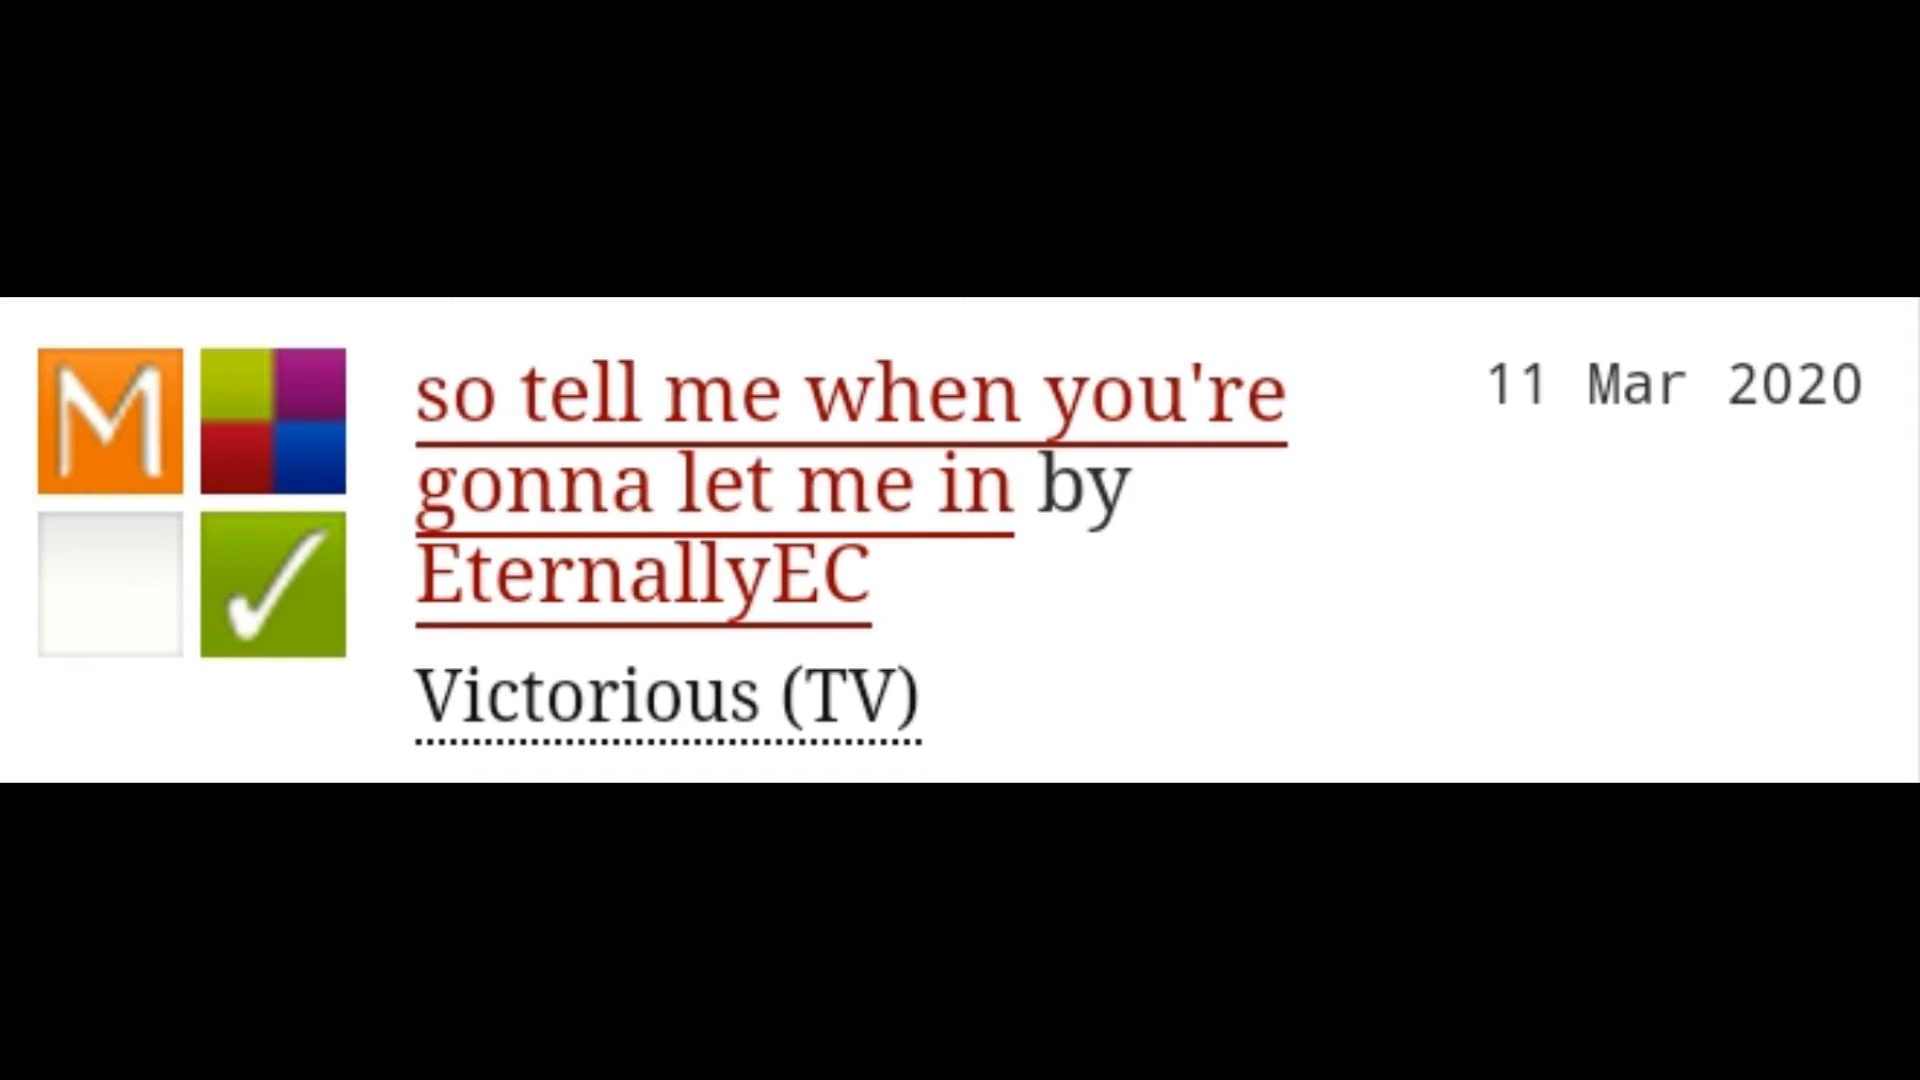 M
so tell me when you're
gonna let me in by
EternallyEC
Victorious (TV)
11 Mar 2020